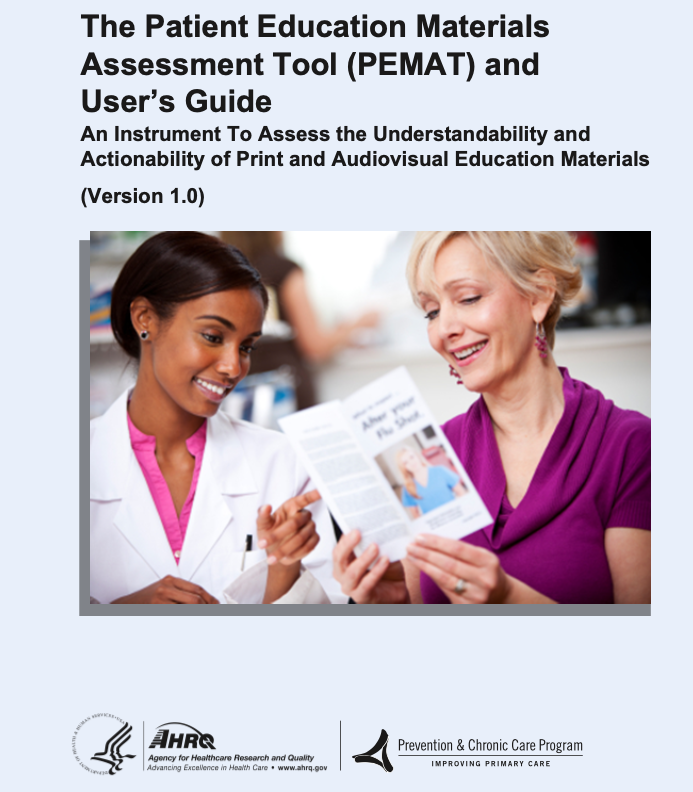 The Patient Education Materials
Assessment Tool (PEMAT) and
User’s Guide
An Instrument To Assess the Understandability and
Actionability of Print and Audiovisual Education Materials
(Version 1.0)
After your
Flu Shot
AHRQ
Agency for Healthcare Research and Quality
Advancing Excellence in Health Care • www.ahrq.gov
Prevention & Chronic Care Program
IMPROVING PRIMARY CARE